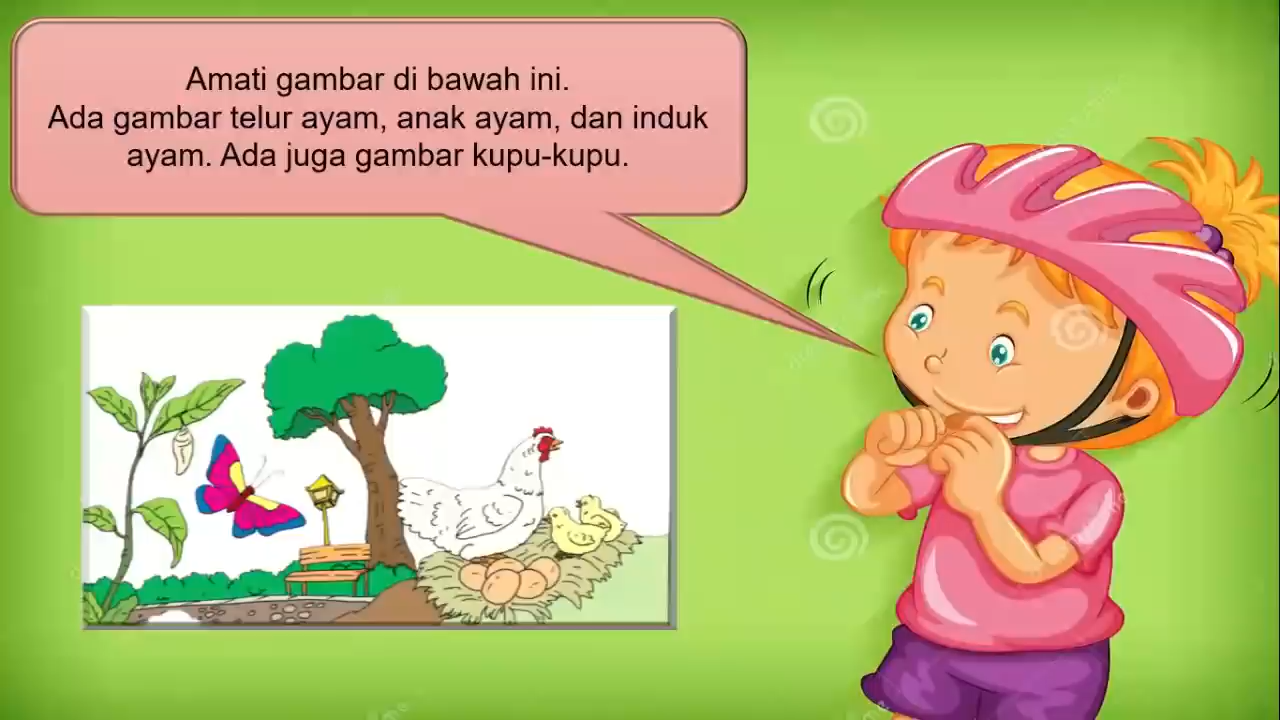 Amati gambar di bawah ini.
Ada gambar telur ayam, anak ayam, dan induk
ayam. Ada juga gambar kupu-kupu.